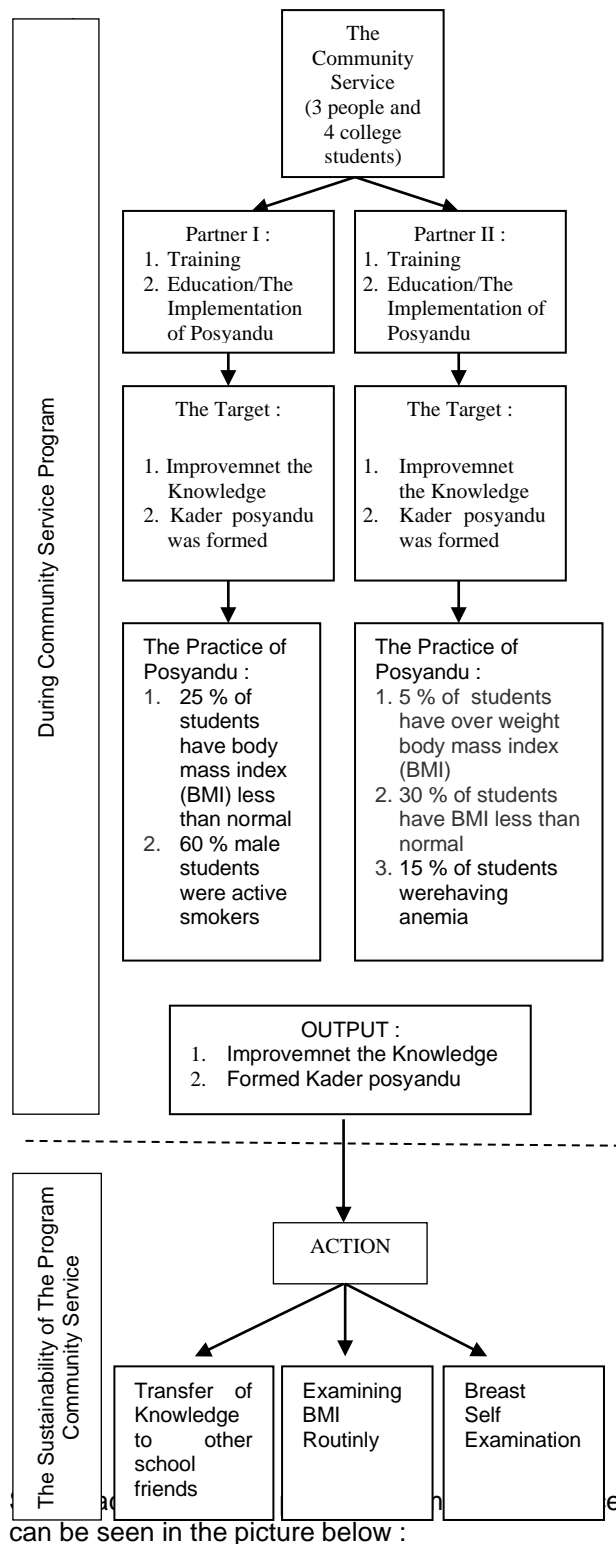 The
Community
Service
(3 people and
4 college
students)
Partner I :
1. Training
2. Education/The
Implementation
of Posyandu
Partner II :
1. Training
2. Education/The
Implementation of
Posyandu
The Target :
1. Improvemnet the
Knowledge
2. Kader posyandu
was formed
The Target :
1. Improvemnet
the Knowledge
2. Kader posyandu
was formed
The Practice of
Posyandu :
1. 25 % of
students
have body
mass index
(BMI) less
than normal
2. 60 % male
students
were active
smokers
The Practice of
Posyandu :
1. 5 % of students
have over weight
body mass index
(BMI)
2. 30 % of students
have BMI less than
normal
3. 15 % of students
werehaving
anemia
During Community Service Program
OUTPUT :
1. Improvemnet the Knowledge
2. Formed Kader posyandu
The Sustainability of The Program
Community Service
ACTION
Transfer of
Knowledge
to other
school
friends
Examining
BMI
Routinly
Breast
Self
Examination
can be seen in the picture below :